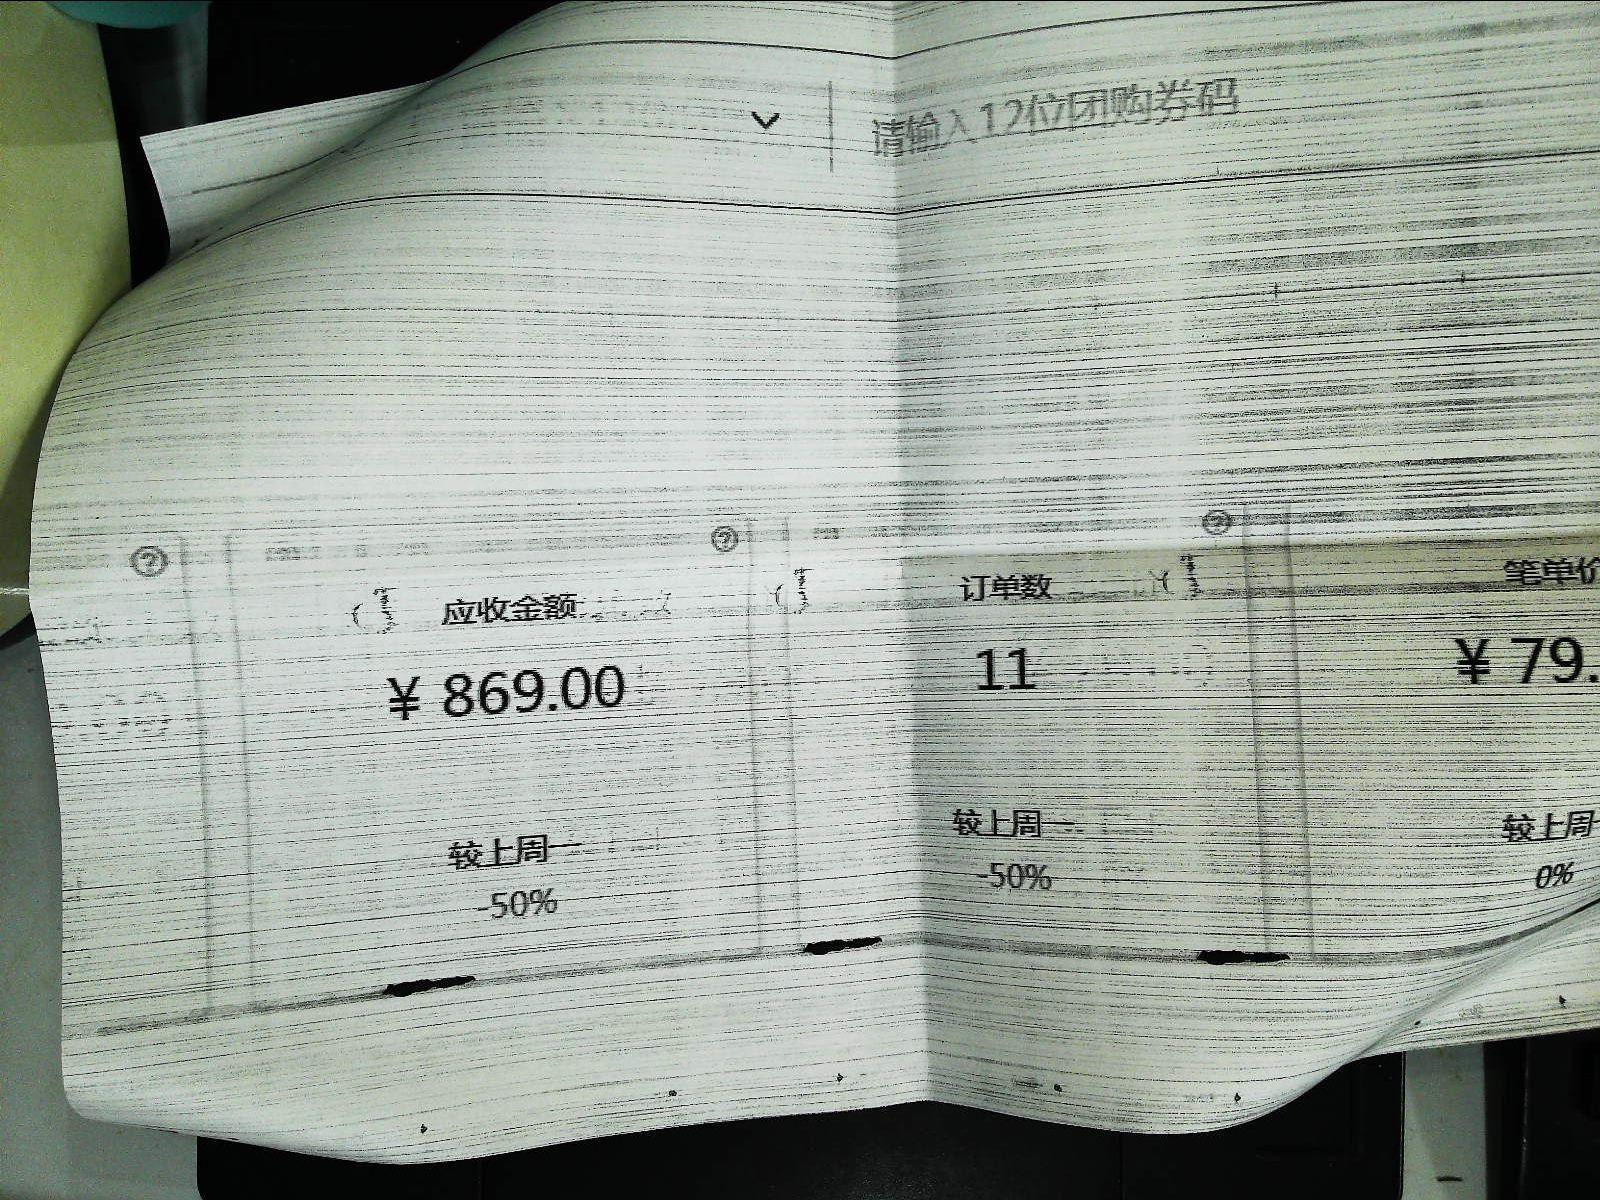 请输入12位团购券码
应收金额 订单数 笔单价
¥ 869.00 11 ¥ 79.
较上周一 较上周一 较上周
-50% -50% 0%